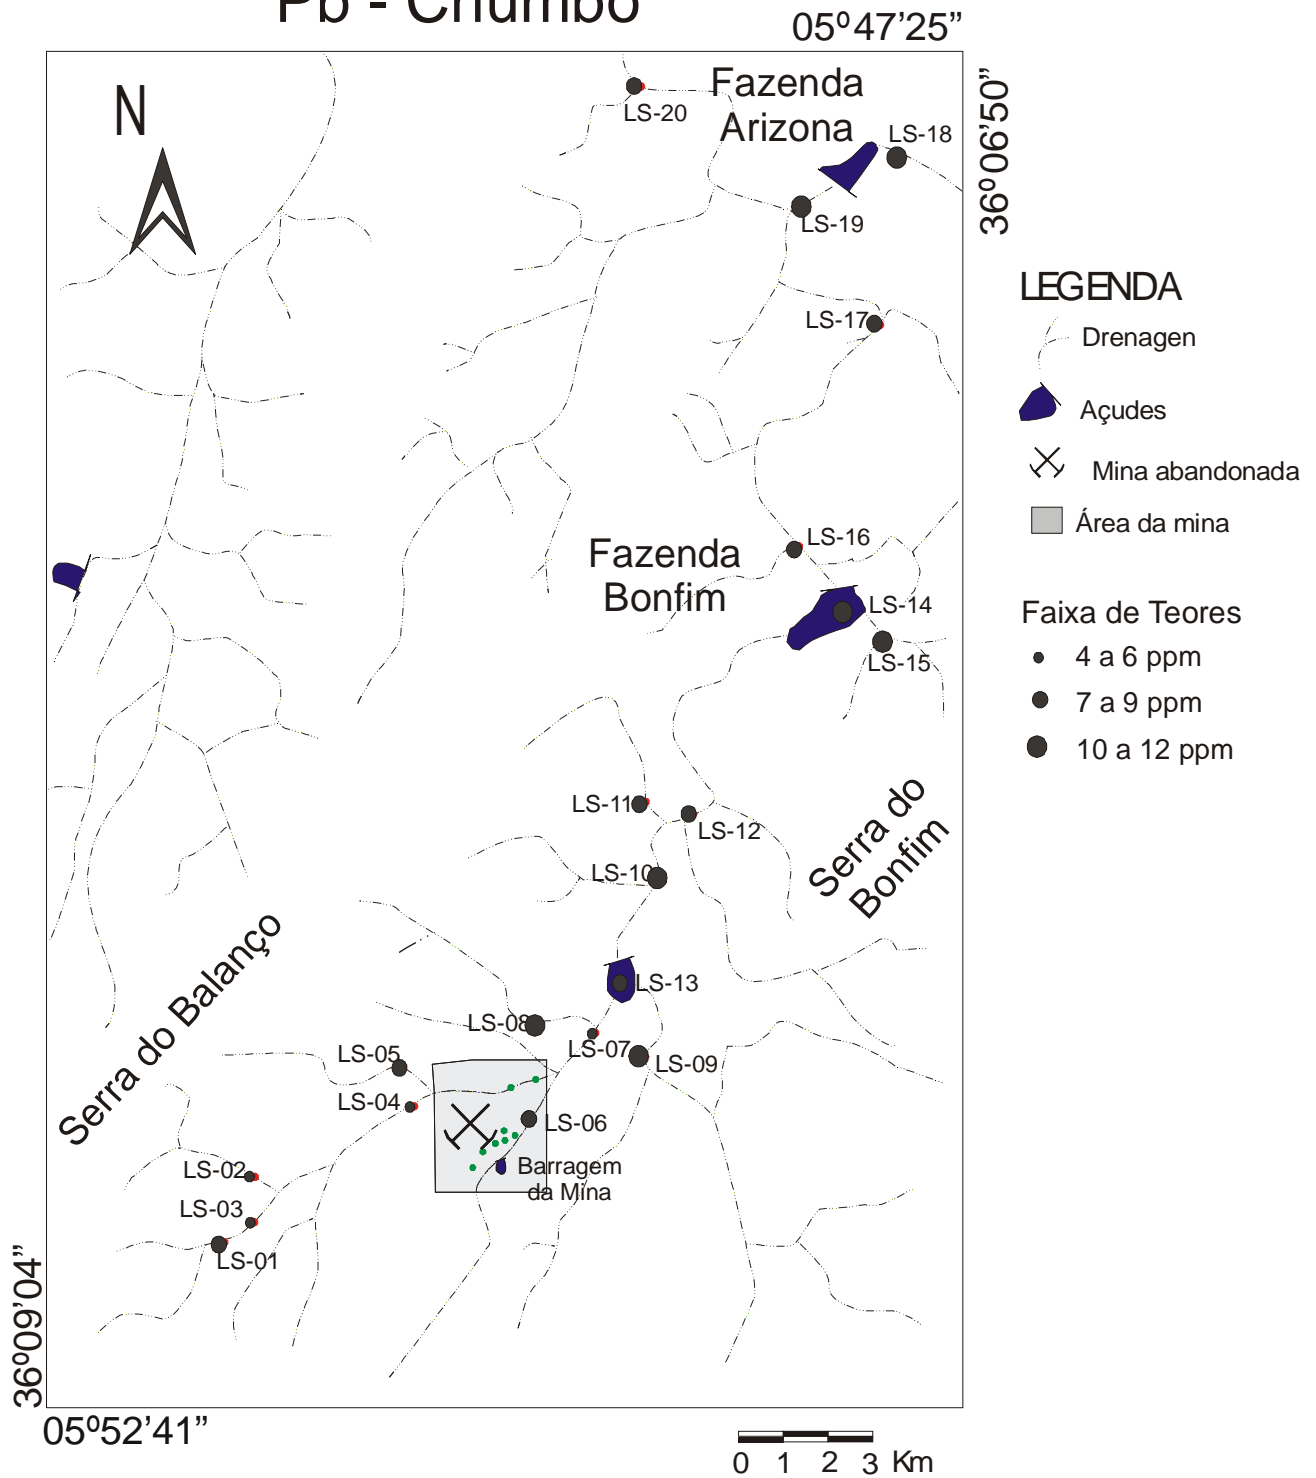 Pb - Chumbo
05º47'25"
N
Fazenda
Arizona
LS-20
LS-18
36º06'50"
LS-19
LEGENDA
LS-17
Drenagen
Açudes
Mina abandonada
Área da mina
LS-16
Fazenda
Bonfim
LS-14
LS-15
Faixa de Teores
4 a 6 ppm
7 a 9 ppm
10 a 12 ppm
LS-11
LS-12
Serra do
Bonfim
LS-10
Serra do Balanço
LS-13
LS-08
LS-07
LS-09
LS-05
LS-04
LS-06
Barragem
da Mina
LS-02
LS-03
LS-01
36º09'04"
05º52'41"
0 1 2 3 Km